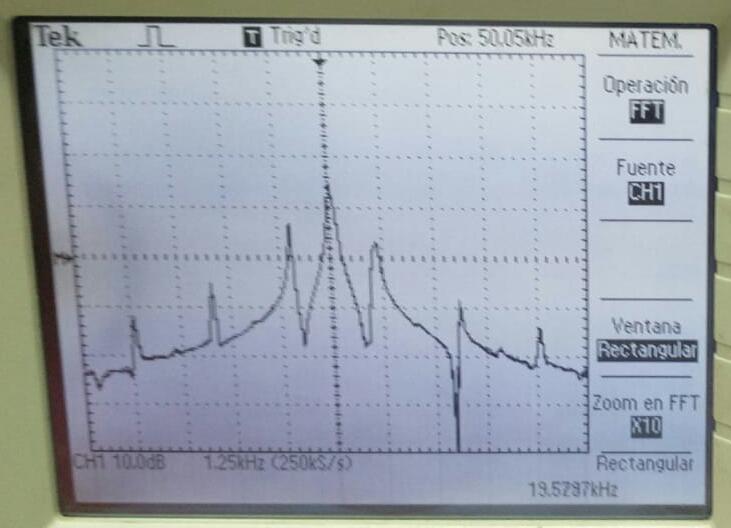 Tek T Trig'd Pos: 50.05kHz MATEM.
Operación
FFT
Fuente
CH1
Ventana
Rectangular
Zoom en FFT
X10
CH1 10.0dB 1.25kHz (250kS/s) Rectangular
19.5297kHz